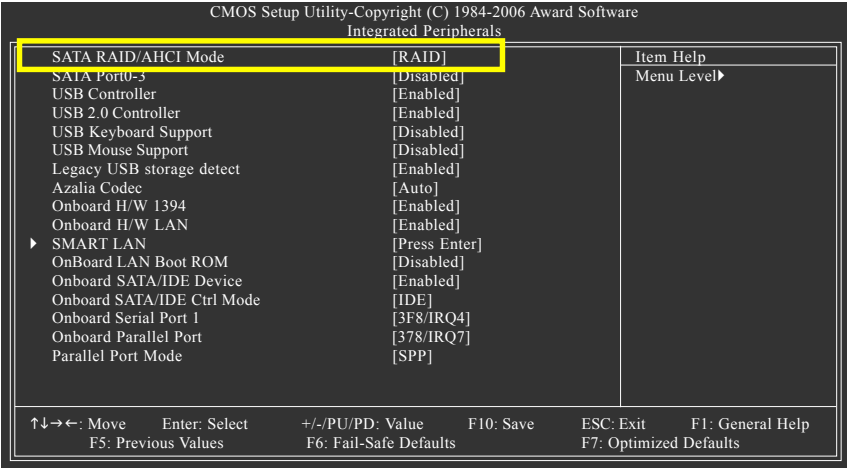 CMOS Setup Utility-Copyright (C) 1984-2006 Award Software
Integrated Peripherals
SATA RAID/AHCI Mode [RAID] Item Help
SATA Port0-3 [Disabled] Menu Level▶
USB Controller [Enabled]
USB 2.0 Controller [Enabled]
USB Keyboard Support [Disabled]
USB Mouse Support [Disabled]
Legacy USB storage detect [Enabled]
Azalia Codec [Auto]
Onboard H/W 1394 [Enabled]
Onboard H/W LAN [Enabled]
▶ SMART LAN [Press Enter]
OnBoard LAN Boot ROM [Disabled]
Onboard SATA/IDE Device [Enabled]
Onboard SATA/IDE Ctrl Mode [IDE]
Onboard Serial Port 1 [3F8/IRQ4]
Onboard Parallel Port [378/IRQ7]
Parallel Port Mode [SPP]
↑↓→←: Move Enter: Select +/-/PU/PD: Value F10: Save ESC: Exit F1: General Help
F5: Previous Values F6: Fail-Safe Defaults F7: Optimized Defaults